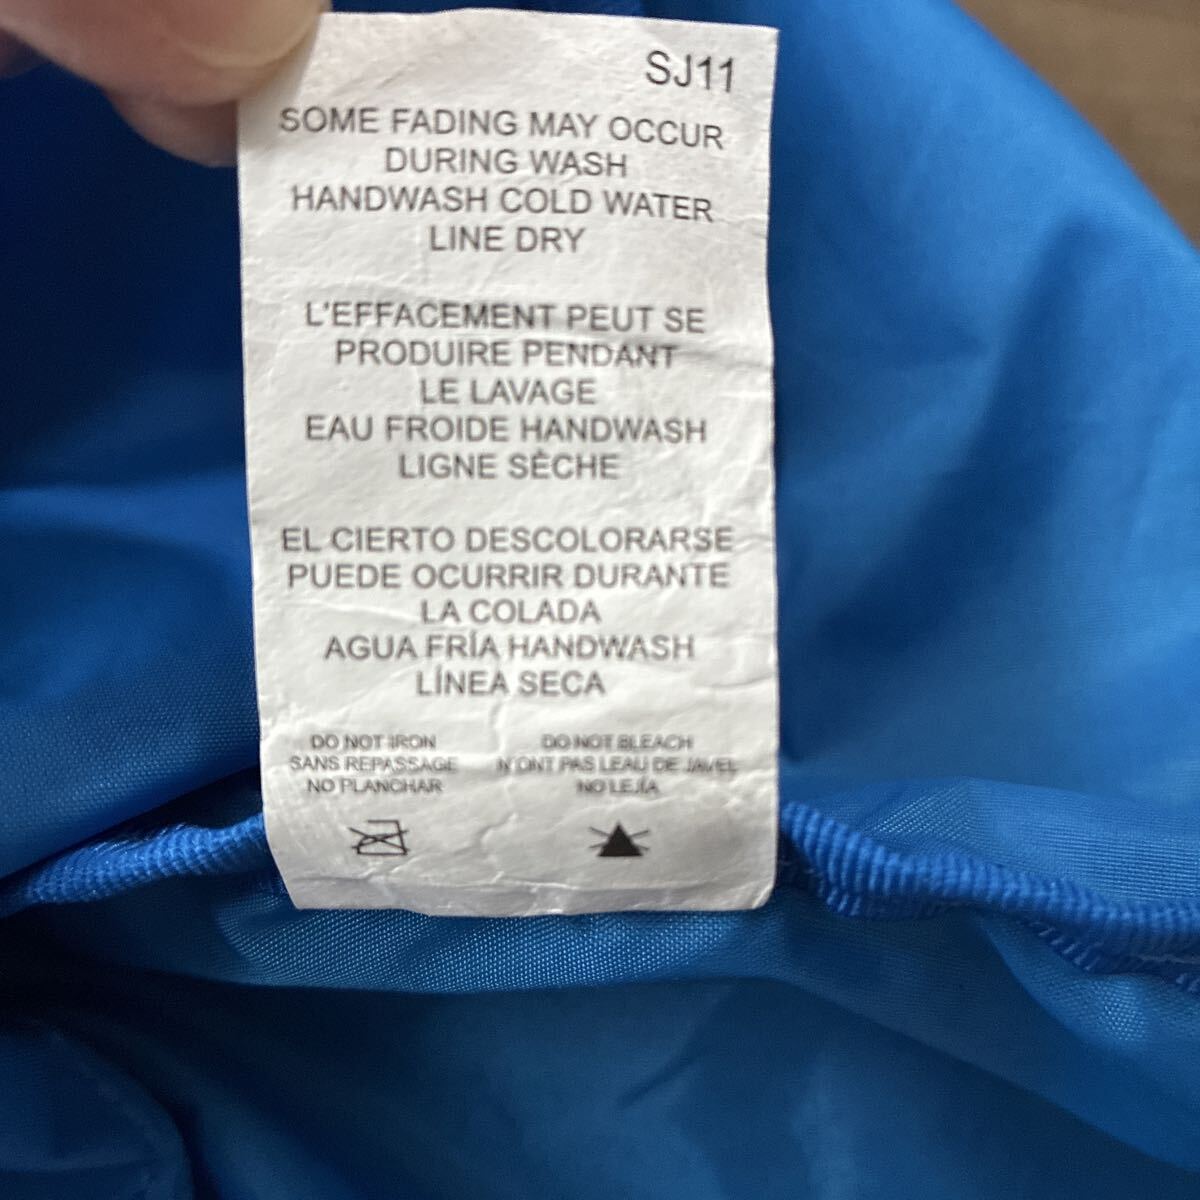 SJ11
SOME FADING MAY OCCUR
DURING WASH
HANDWASH COLD WATER
LINE DRY
L'EFFACEMENT PEUT SE
PRODUIRE PENDANT
LE LAVAGE
EAU FROIDE HANDWASH
LIGNE SÈCHE
EL CIERTO DESCOLORARSE
PUEDE OCURRIR DURANTE
LA COLADA
AGUA FRÍA HANDWASH
LÍNEA SECA
DO NOT IRON
SANS REPASSAGE
NO PLANCHAR
DO NOT BLEACH
N'ONT PAS LEAU DE JAVEL
NO LEJÍA